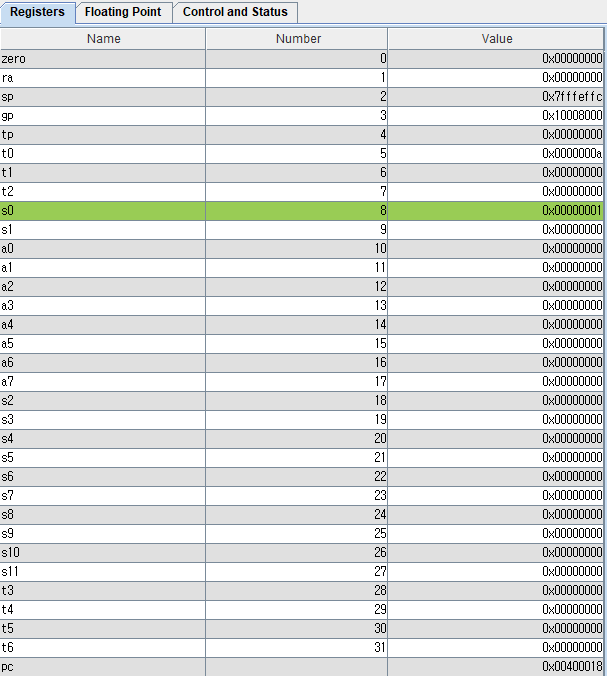 Registers Floating Point Control and Status
Name Number Value
zero 0 0x00000000
ra 1 0x00000000
sp 2 0x7fffeffc
gp 3 0x10008000
tp 4 0x00000000
t0 5 0x0000000a
t1 6 0x00000000
t2 7 0x00000000
s0 8 0x00000001
s1 9 0x00000000
a0 10 0x00000000
a1 11 0x00000000
a2 12 0x00000000
a3 13 0x00000000
a4 14 0x00000000
a5 15 0x00000000
a6 16 0x00000000
a7 17 0x00000000
s2 18 0x00000000
s3 19 0x00000000
s4 20 0x00000000
s5 21 0x00000000
s6 22 0x00000000
s7 23 0x00000000
s8 24 0x00000000
s9 25 0x00000000
s10 26 0x00000000
s11 27 0x00000000
t3 28 0x00000000
t4 29 0x00000000
t5 30 0x00000000
t6 31 0x00000000
pc 0x00400018